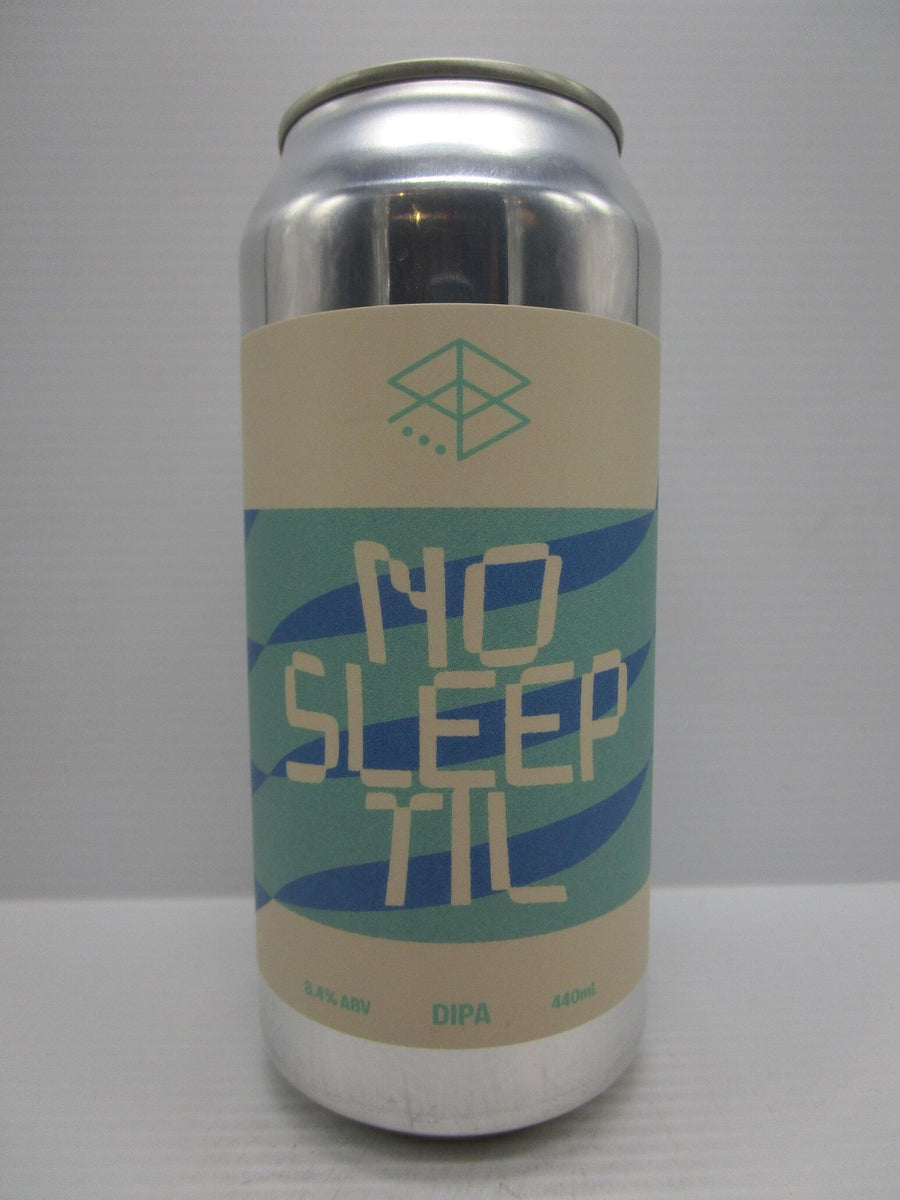 NO
SLEEP
TIL
8.4% ABV DIPA 440mL